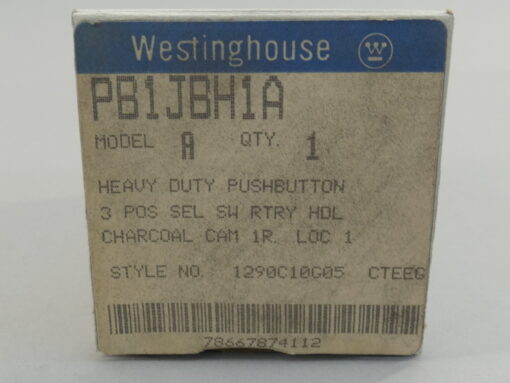 Westinghouse W
PB1JBH1A
MODEL A QTY. 1
HEAVY DUTY PUSHBUTTON
3 POS SEL SW RTRY HDL
CHARCOAL CAM 1R. LOC 1
STYLE NO. 1290C10G05 CTEEG
78667874112